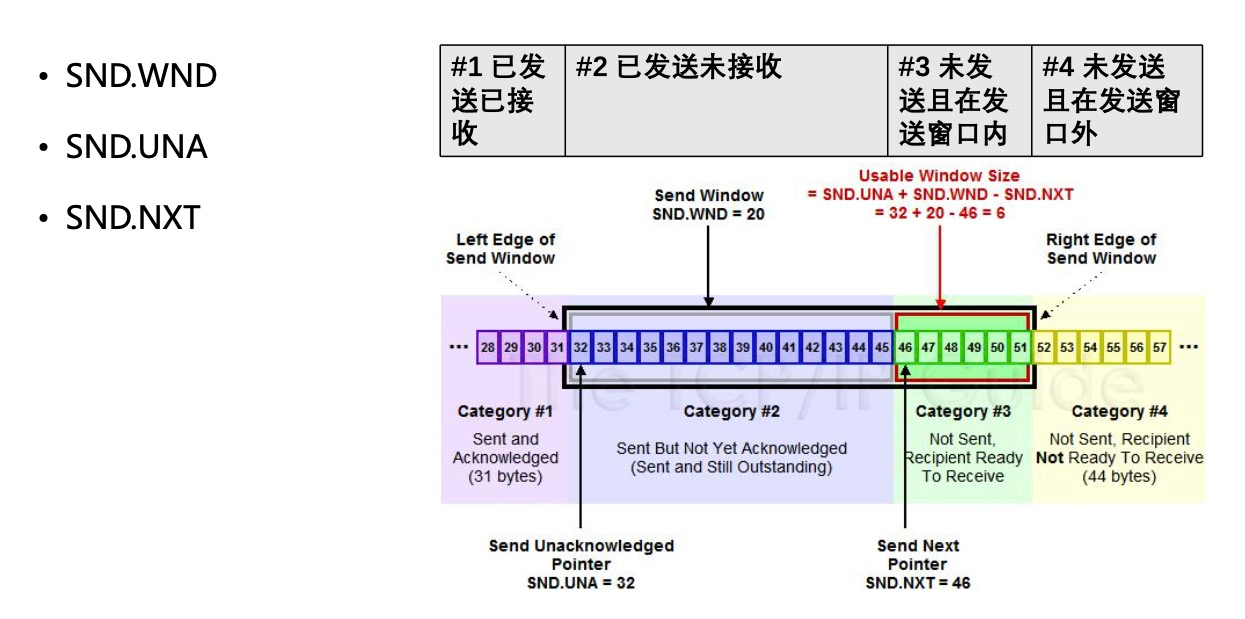 • SND.WND
• SND.UNA
• SND.NXT
#1 已发
送已接
收
#2 已发送未接收
#3 未发
送且在发
送窗口内
#4 未发送
且在发送窗
口外
Usable Window Size
= SND.UNA + SND.WND - SND.NXT
= 32 + 20 - 46 = 6
Send Window
SND.WND = 20
Left Edge of
Send Window
Right Edge of
Send Window
... 28 29 30 31 32 33 34 35 36 37 38 39 40 41 42 43 44 45 46 47 48 49 50 51 52 53 54 55 56 57 ...
The TCP/IP Guide
Category #1
Sent and
Acknowledged
(31 bytes)
Category #2
Sent But Not Yet Acknowledged
(Sent and Still Outstanding)
Category #3
Not Sent,
Recipient Ready
To Receive
Category #4
Not Sent, Recipient
Not Ready To Receive
(44 bytes)
Send Unacknowledged
Pointer
SND.UNA = 32
Send Next
Pointer
SND.NXT = 46